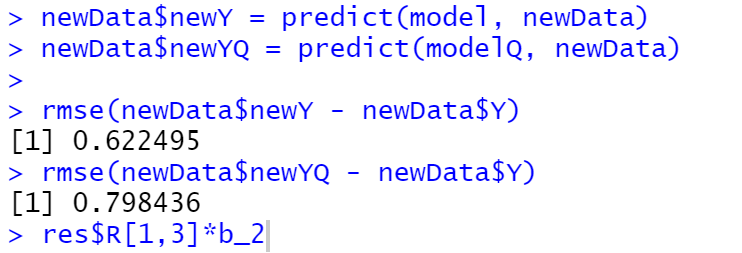 > newData$newY = predict(model, newData)
> newData$newYQ = predict(modelQ, newData)
>
> rmse(newData$newY - newData$Y)
[1] 0.622495
> rmse(newData$newYQ - newData$Y)
[1] 0.798436
> res$R[1,3]*b_2